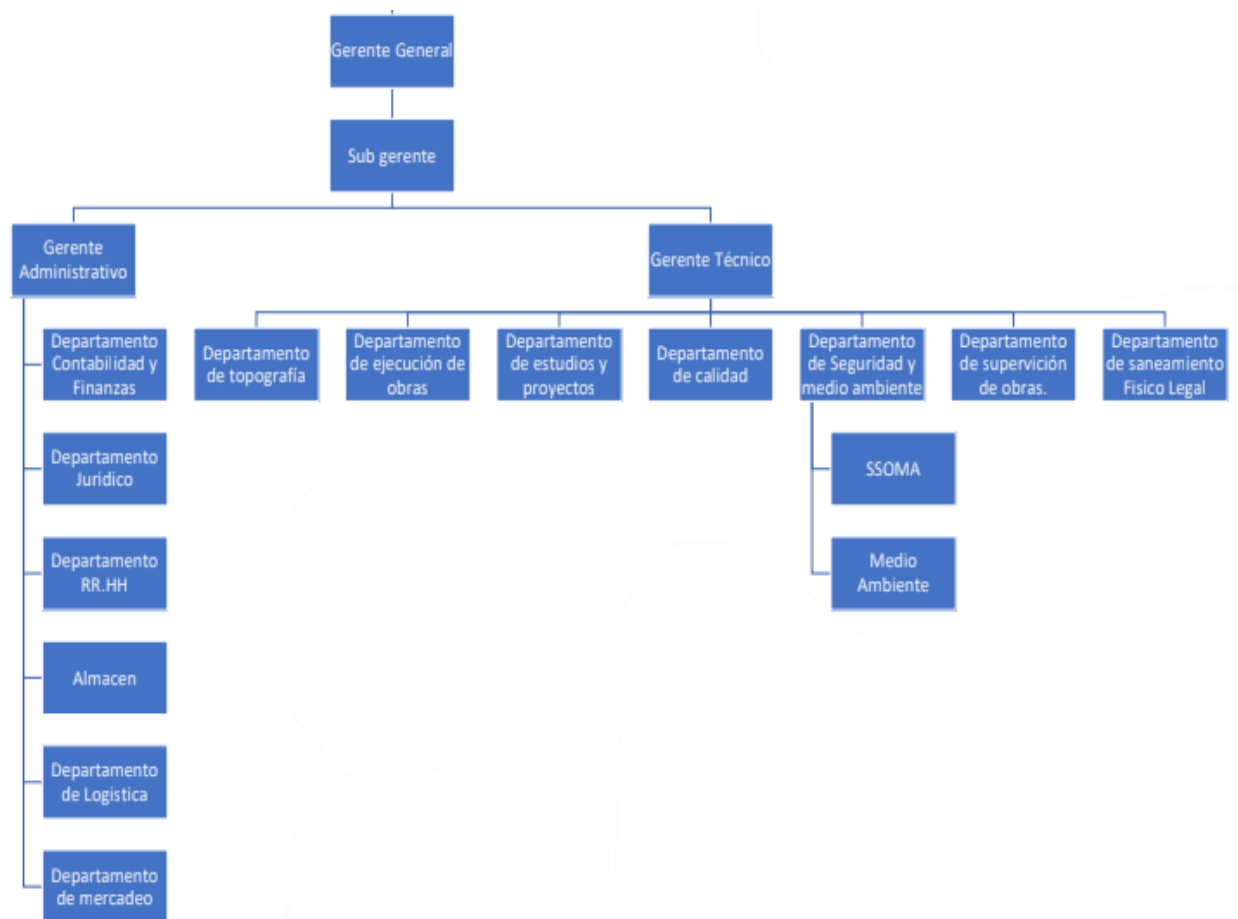 Gerente General
Sub gerente
Gerente
Administrativo
Gerente Técnico
Departamento
Contabilidad y
Finanzas
Departamento
Juridico
Departamento
RR.HH
Almacen
Departamento
de Logistica
Departamento
de mercadeo
Departamento
de topografía
Departamento
de ejecución de
obras
Departamento
de estudios y
proyectos
Departamento
de calidad
Departamento
de Seguridad y
medio ambiente
SSOMA
Medio
Ambiente
Departamento
de supervición
de obras.
Departamento
de saneamiento
Fisico Legal